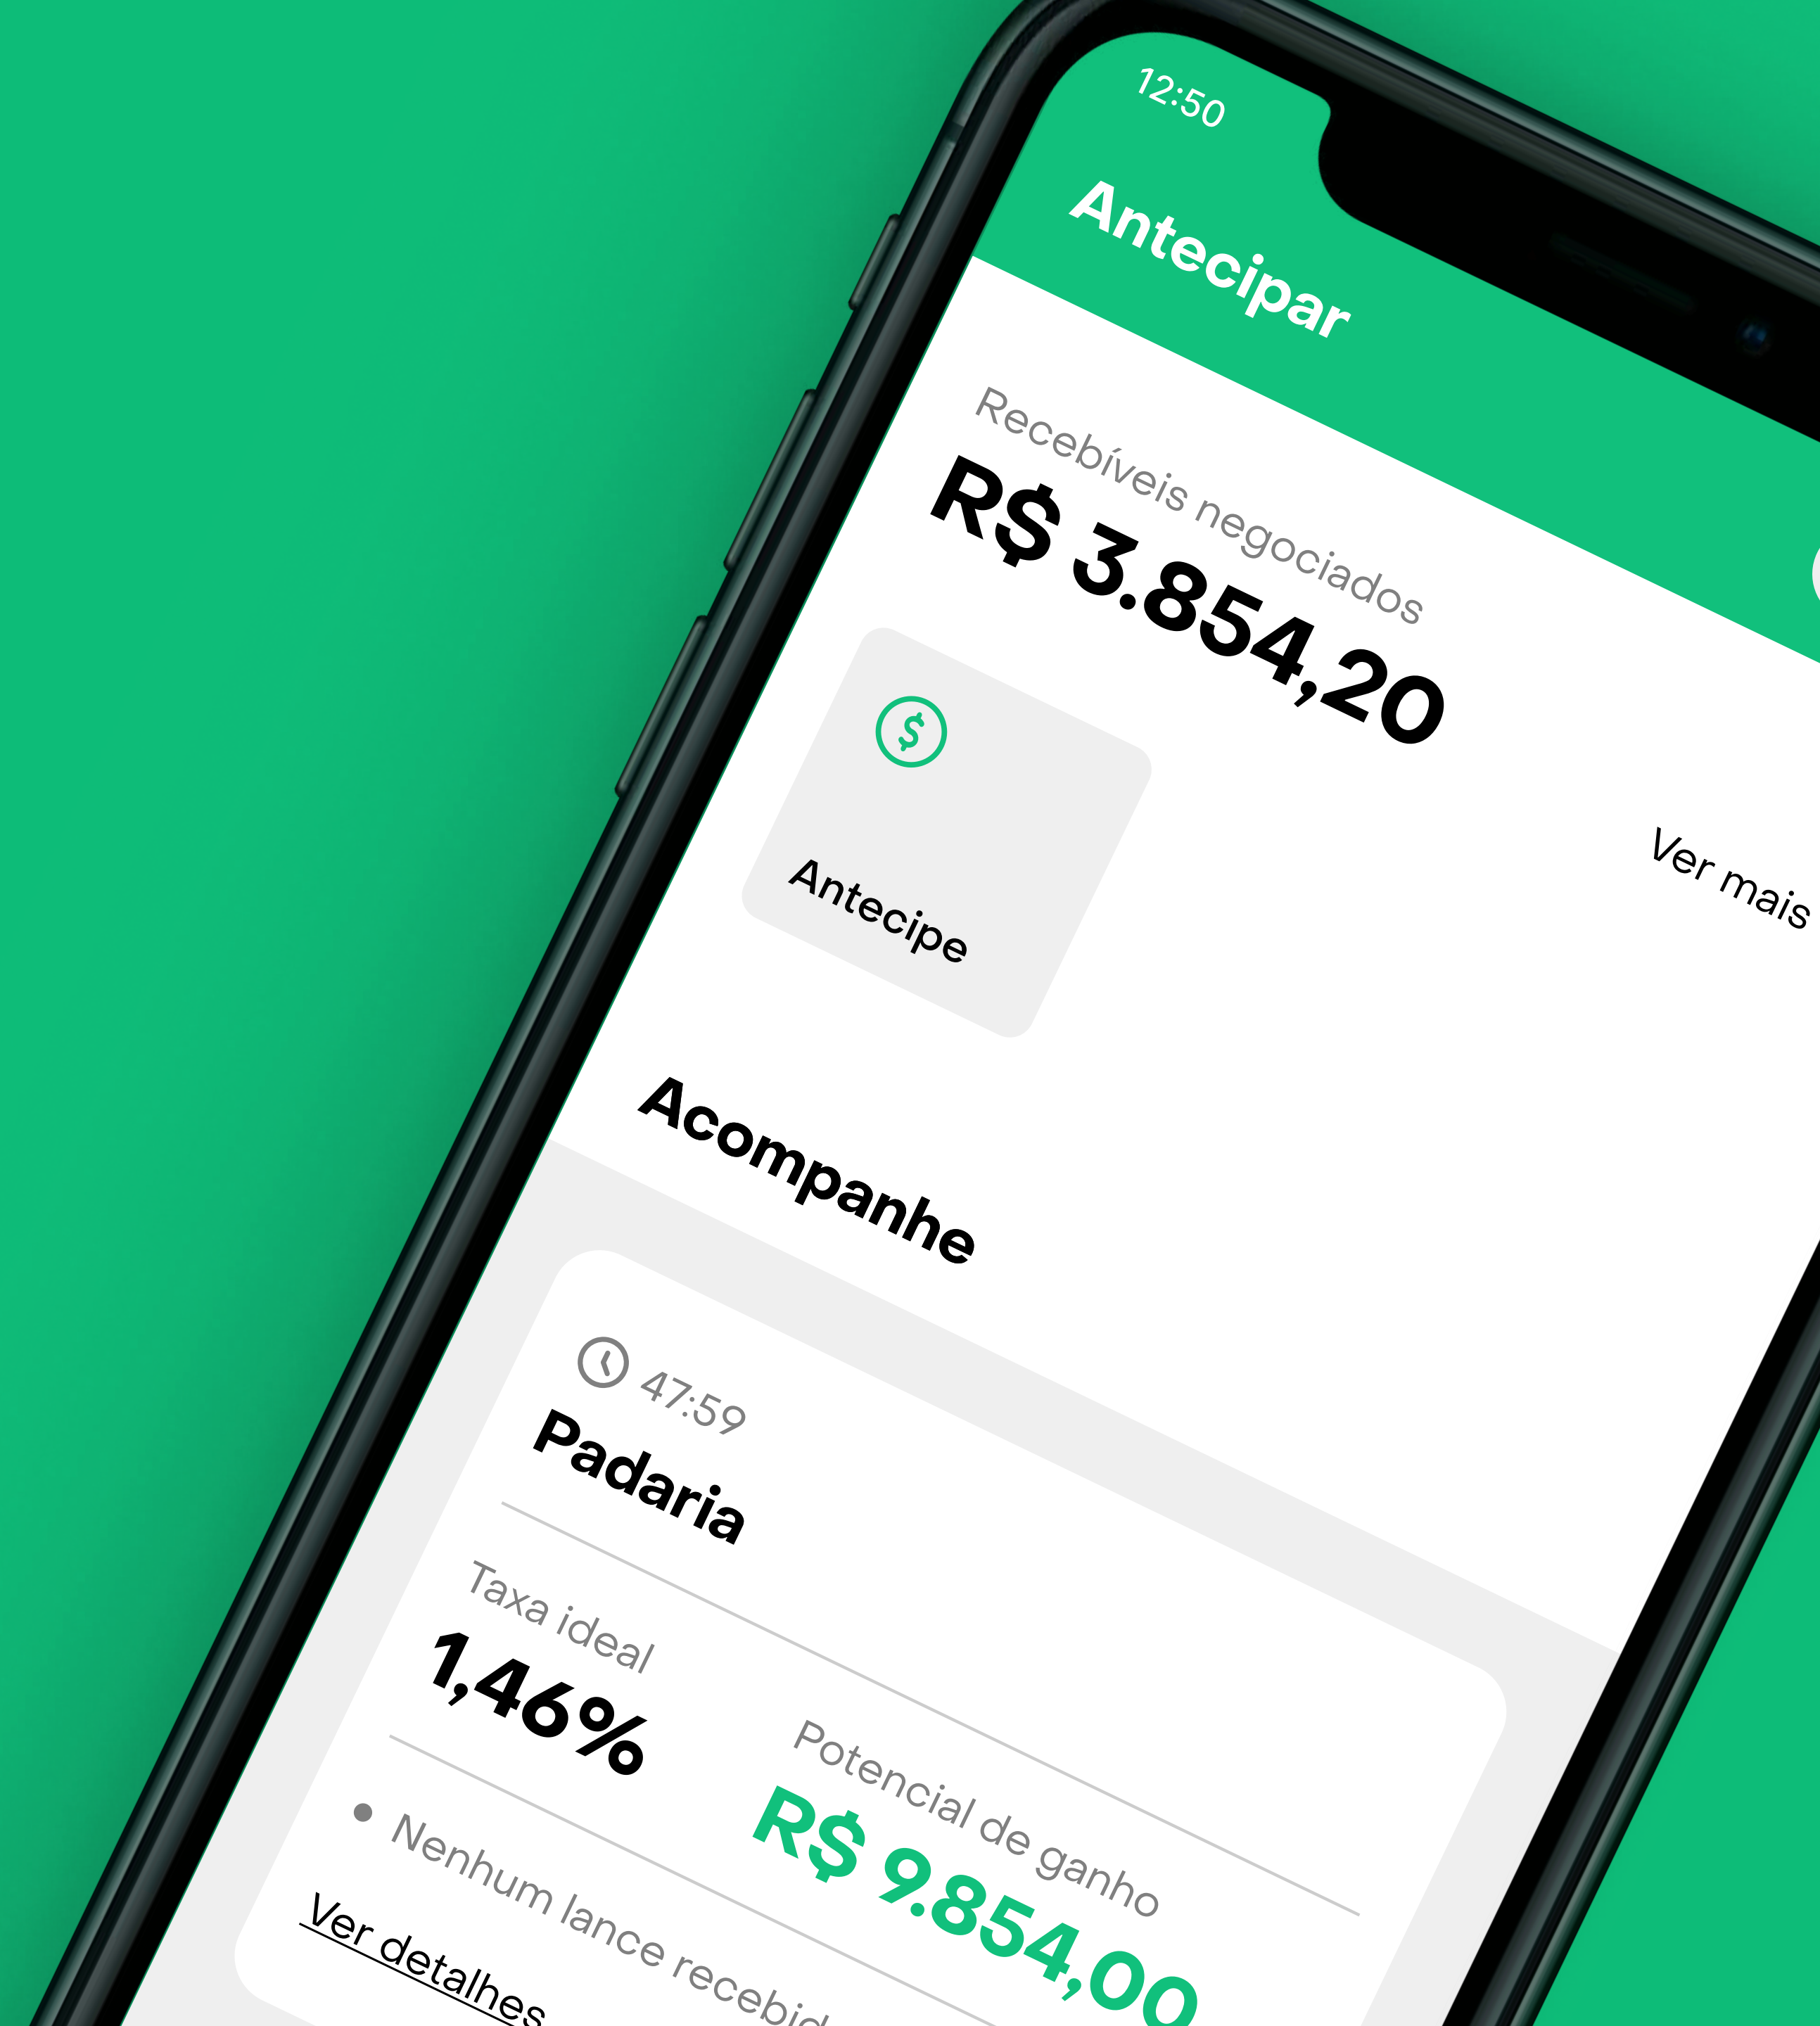 12:50
Antecipar
Recebíveis negociados
R$ 3.854,20
Ver mais
Antecipe
Acompanhe
47:59
Padaria
Taxa ideal
1,46%
Potencial de ganho
R$ 9.854,00
Nenhum lance recebid
Ver detalhes